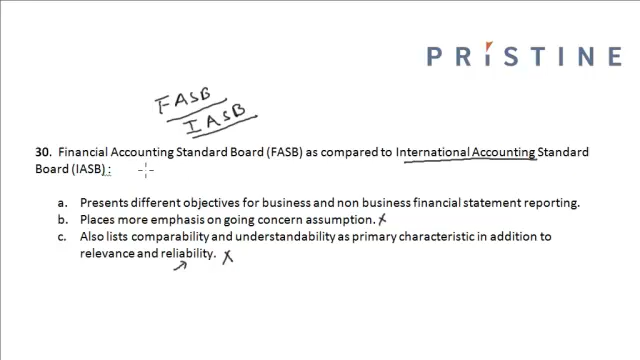 PRiSTINE
FASB
IASB
30. Financial Accounting Standard Board (FASB) as compared to International Accounting Standard
Board (IASB) :
a. Presents different objectives for business and non business financial statement reporting.
b. Places more emphasis on going concern assumption. x
c. Also lists comparability and understandability as primary characteristic in addition to
relevance and reliability. x